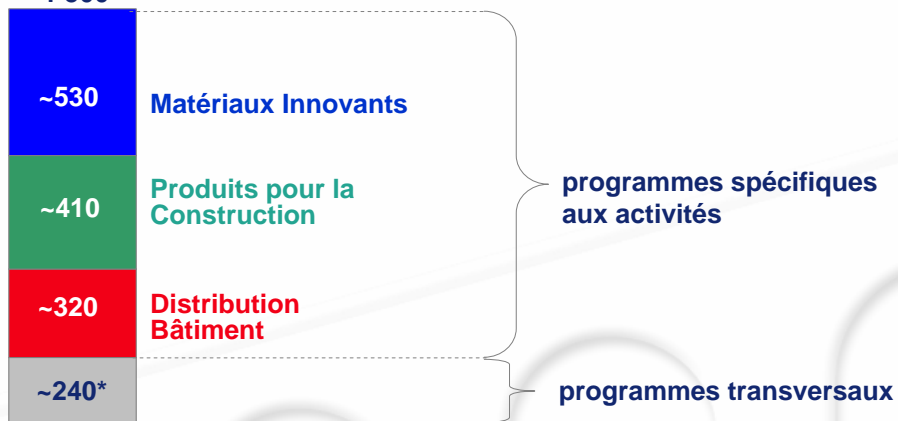 ~530
Matériaux Innovants
~410
Produits pour la
Construction
programmes spécifiques
aux activités
~320
Distribution
Bâtiment
~240*
programmes transversaux